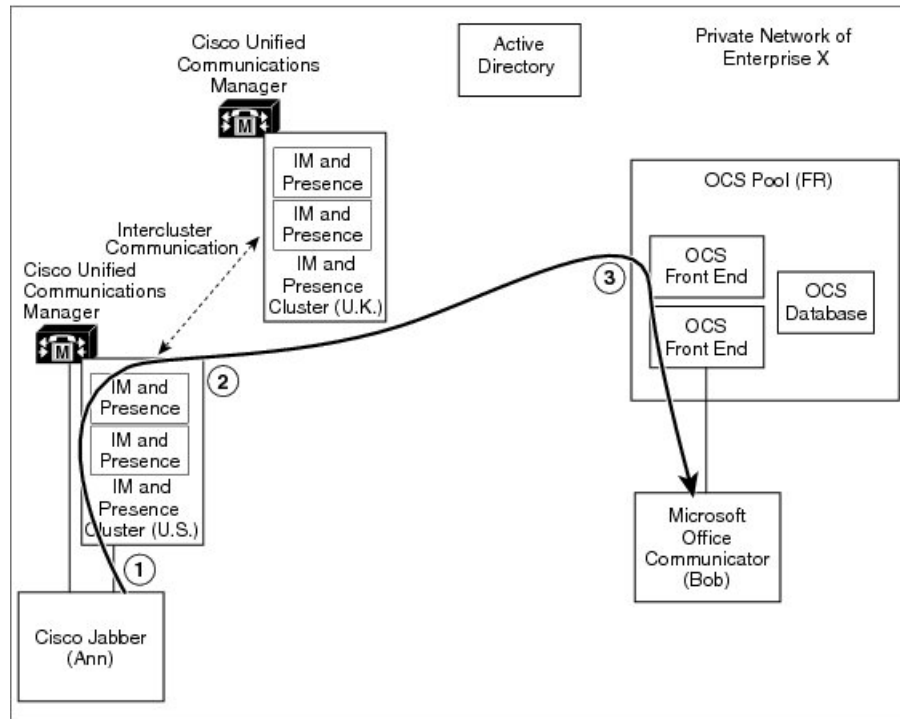 Cisco Unified
Communications
Manager
M
Active
Directory
Private Network of
Enterprise X
IM and
Presence
IM and
Presence
IM and
Presence
Cluster (U.K.)
Intercluster
Communication
Cisco Unified
Communications
Manager
M
IM and
Presence
IM and
Presence
IM and
Presence
Cluster (U.S.)
OCS Pool (FR)
OCS
Front End
OCS
Front End
OCS
Database
3
2
1
Microsoft
Office
Communicator
(Bob)
Cisco Jabber
(Ann)